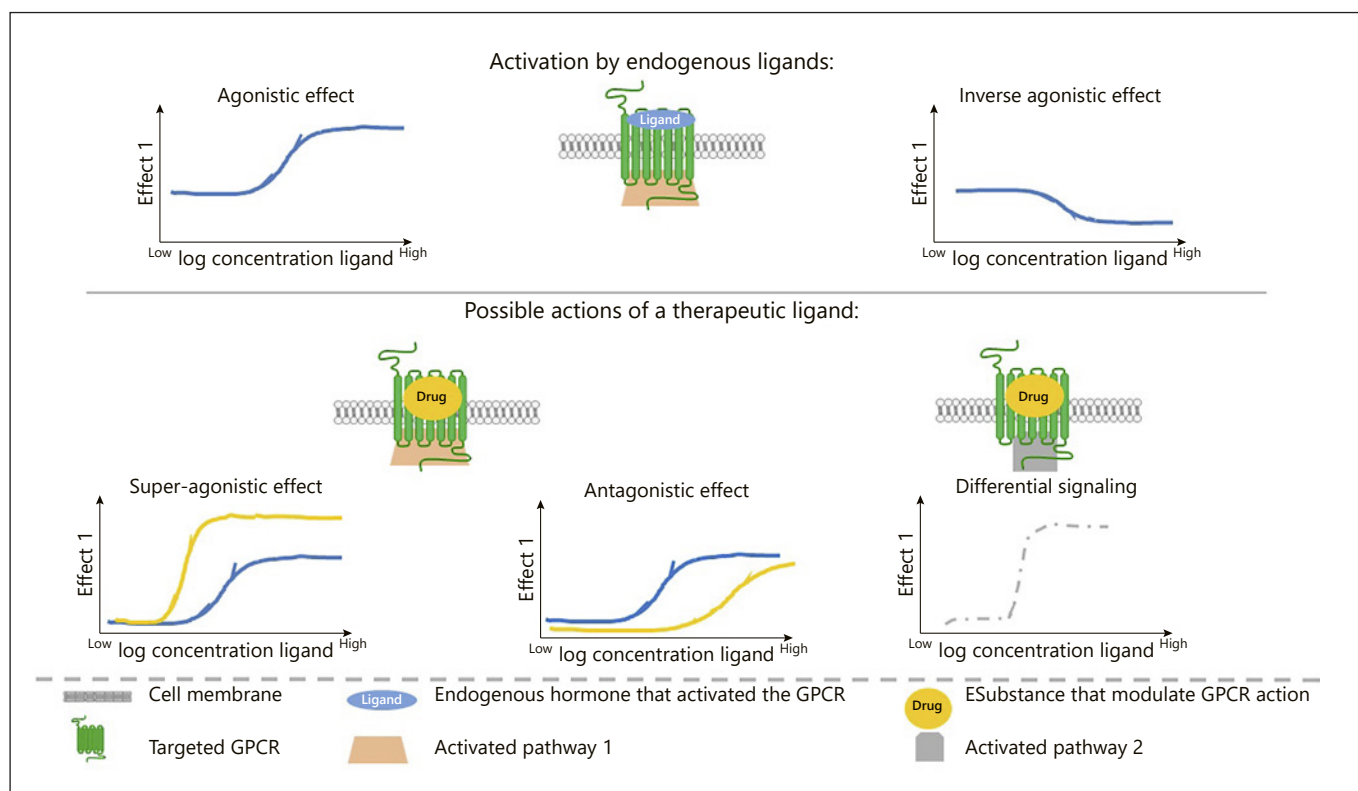 Activation by endogenous ligands:
Agonistic effect
Inverse agonistic effect
Ligand
Effect 1
Effect 1
Low
log concentration ligand
High
Low
log concentration ligand
High
Possible actions of a therapeutic ligand:
Drug
Drug
Super-agonistic effect
Antagonistic effect
Differential signaling
Effect 1
Effect 1
Effect 1
Low
log concentration ligand
High
Low
log concentration ligand
High
Low
log concentration ligand
High
Cell membrane
Ligand
Endogenous hormone that activated the GPCR
Drug
ESubstance that modulate GPCR action
Targeted GPCR
Activated pathway 1
Activated pathway 2